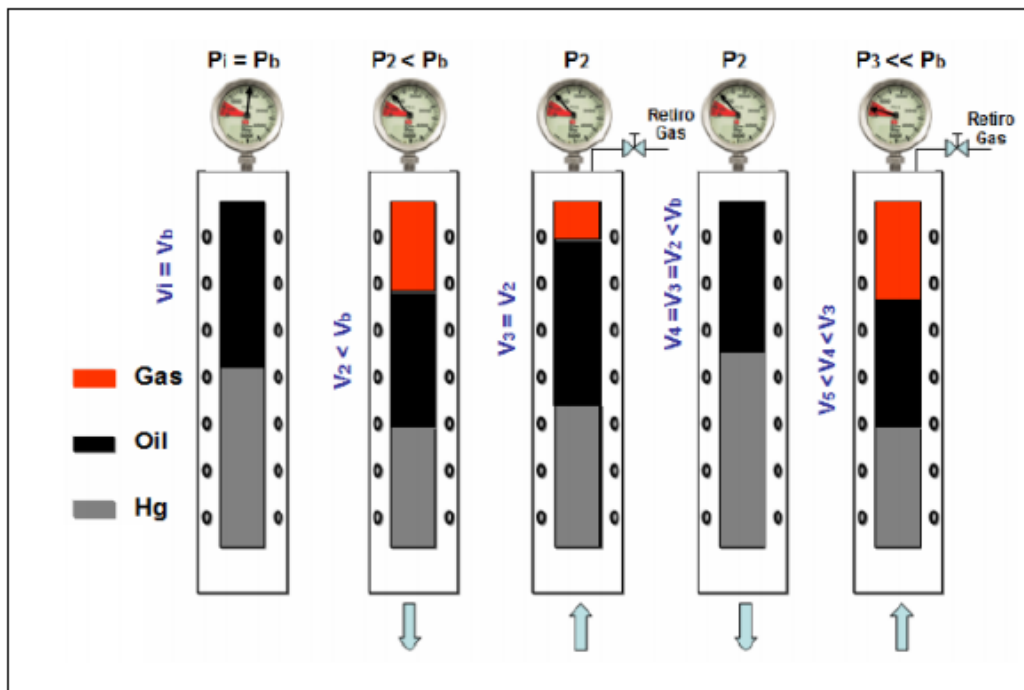 Pi = Pb
P2 < Pb
P2
P2
P3 << Pb
Retiro
Gas
Retiro
Gas
Vi = Vb
V2 < Vb
V3 = V2
V4 =V3 =V2 <Vb
V5 < V4 < V3
Gas
Oil
Hg